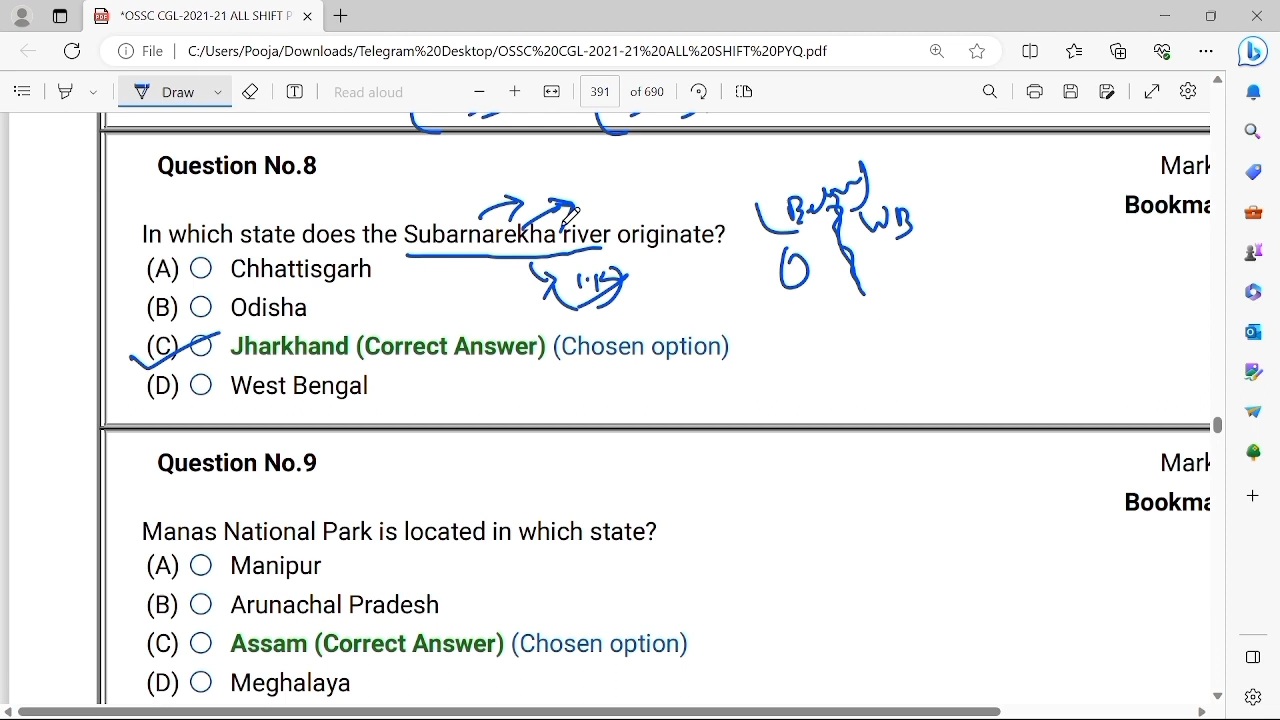 *OSSC CGL-2021-21 ALL SHIFT P
File
C:/Users/Pooja/Downloads/Telegram%20Desktop/OSSC%20CGL-2021-21%20ALL%20SHIFT%20PYQ.pdf
Draw
Read aloud
391 of 690
Question No.8
Mark
Bookma
WB
In which state does the Subarnarekha river originate?
(A) Chhattisgarh
(B) Odisha
(C) Jharkhand (Correct Answer) (Chosen option)
(D) West Bengal
Question No.9
Mark
Bookma
Manas National Park is located in which state?
(A) Manipur
(B) Arunachal Pradesh
(C) Assam (Correct Answer) (Chosen option)
(D) Meghalaya